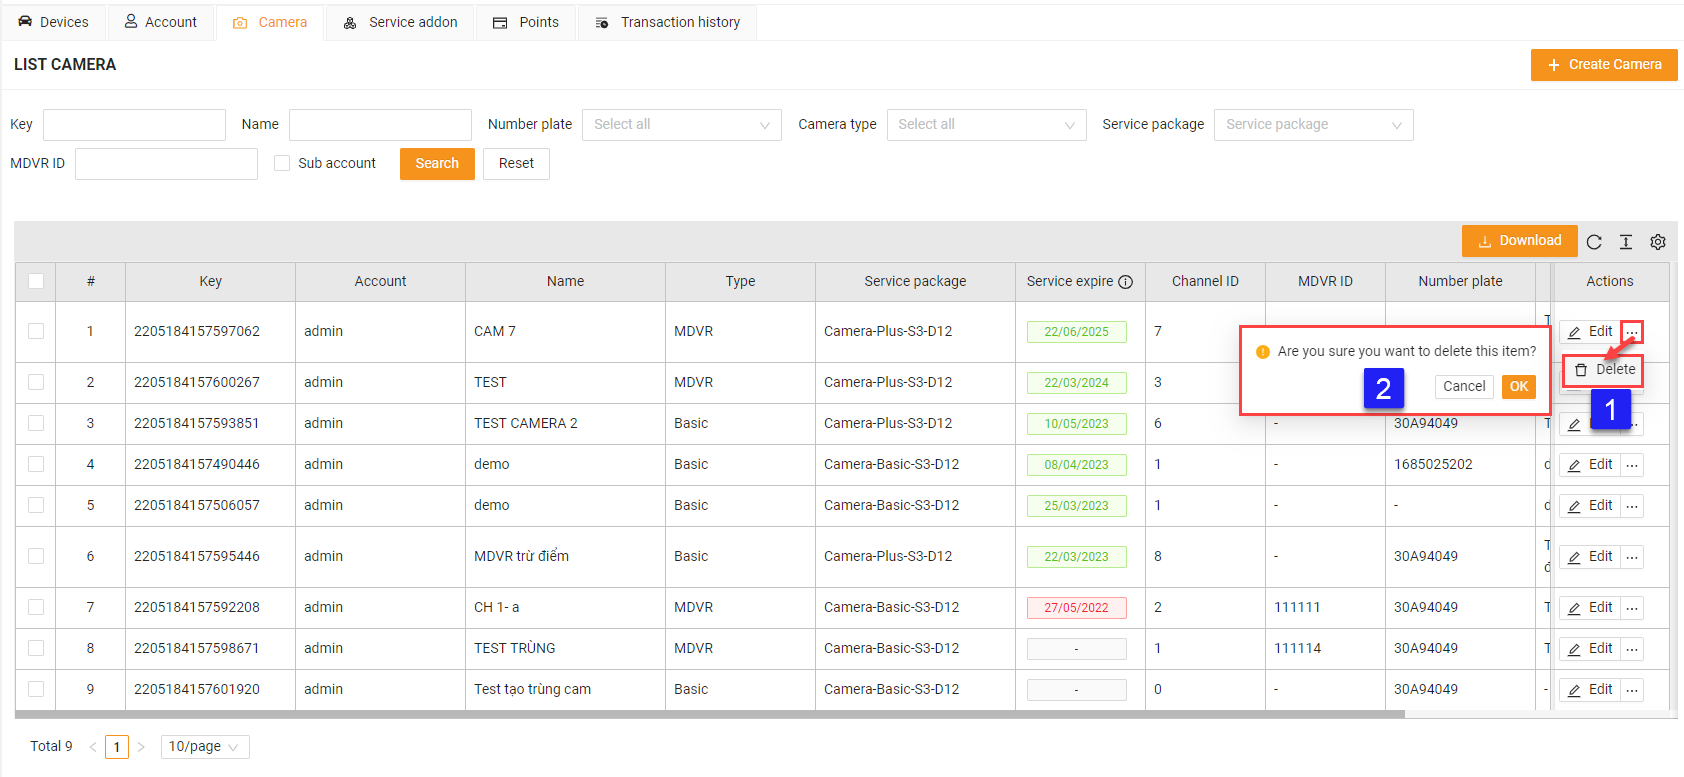 Devices Account Camera Service addon Points Transaction history
LIST CAMERA
Create Camera
Key Name Number plate Select all Camera type Select all Service package Service package
MDVR ID Sub account Search Reset
Download
# Key Account Name Type Service package Service expire Channel ID MDVR ID Number plate Actions
1 2205184157597062 admin CAM 7 MDVR Camera-Plus-S3-D12 22/06/2025 7 T Edit ...
Are you sure you want to delete this item?
Cancel OK
2
Delete
1
2 2205184157600267 admin TEST MDVR Camera-Plus-S3-D12 22/03/2024 3
3 2205184157593851 admin TEST CAMERA 2 Basic Camera-Plus-S3-D12 10/05/2023 6 - 30A94049 T
4 2205184157490446 admin demo Basic Camera-Basic-S3-D12 08/04/2023 1 - 1685025202 d Edit ...
5 2205184157506057 admin demo Basic Camera-Basic-S3-D12 25/03/2023 1 - - d Edit ...
6 2205184157595446 admin MDVR trừ điểm Basic Camera-Plus-S3-D12 22/03/2023 8 - 30A94049 T đ Edit ...
7 2205184157592208 admin CH 1- a MDVR Camera-Basic-S3-D12 27/05/2022 2 111111 30A94049 T Edit ...
8 2205184157598671 admin TEST TRÙNG MDVR Camera-Basic-S3-D12 - 1 111114 30A94049 T Edit ...
9 2205184157601920 admin Test tạo trùng cam Basic Camera-Basic-S3-D12 - 0 - 30A94049 - Edit ...
Total 9 < 1 > 10/page